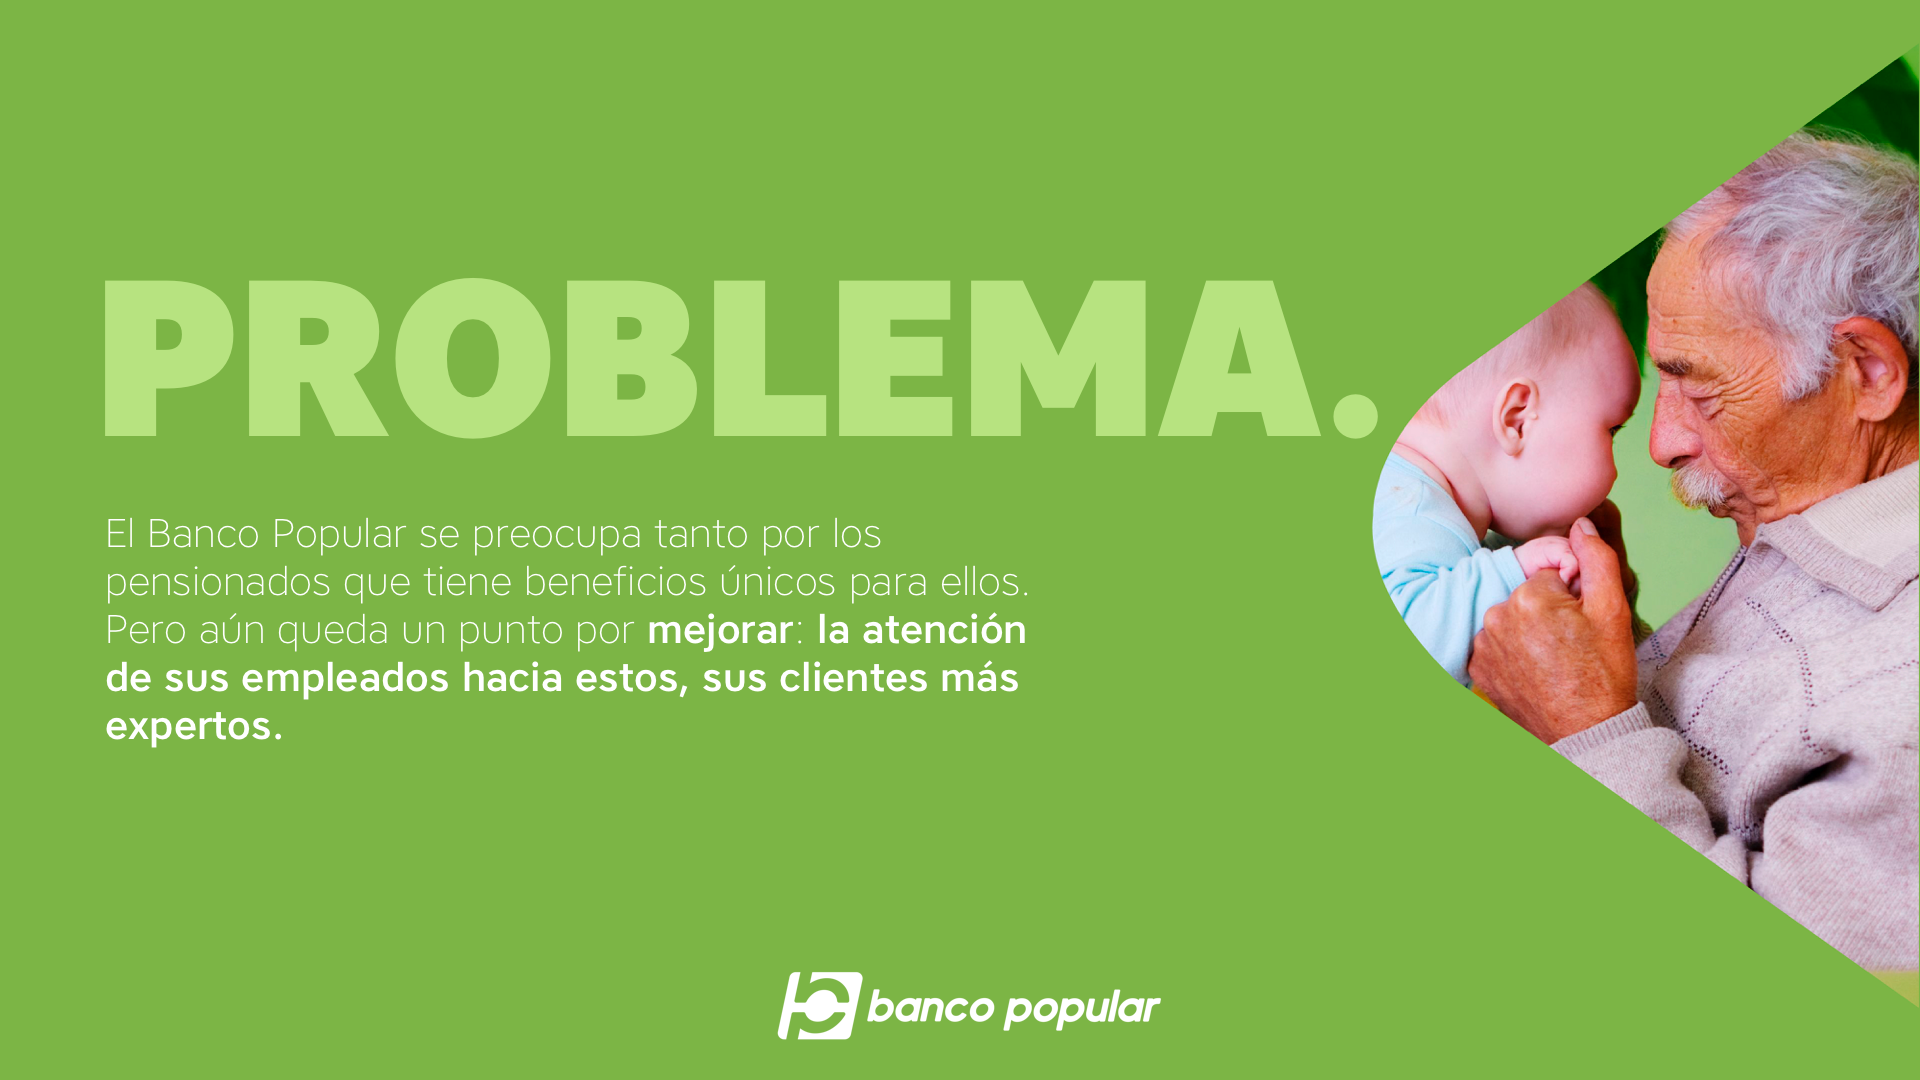 PROBLEMA.
El Banco Popular se preocupa tanto por los
pensionados que tiene beneficios únicos para ellos.
Pero aún queda un punto por mejorar: la atención
de sus empleados hacia estos, sus clientes más
expertos.
banco popular